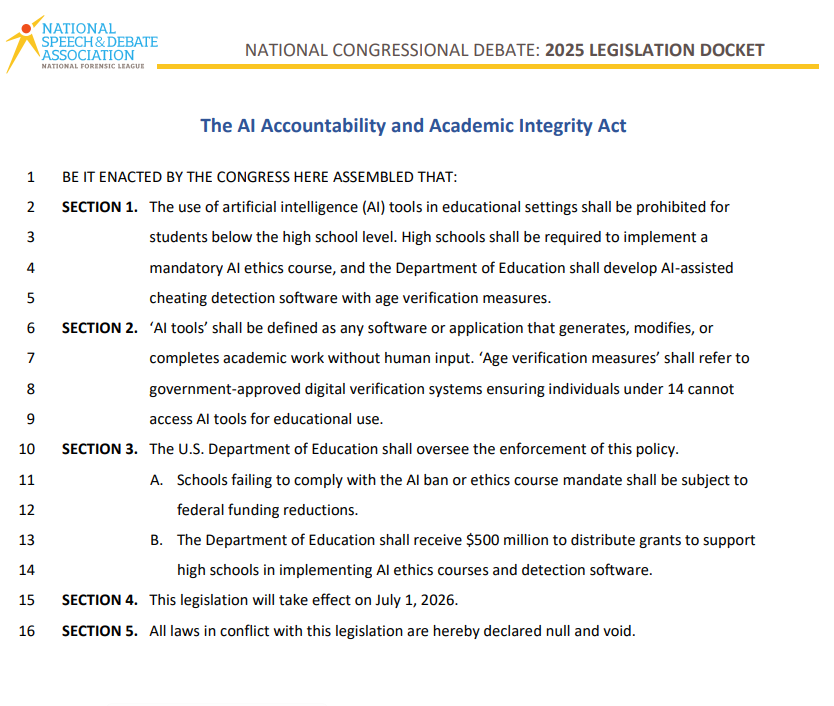 NATIONAL
SPEECH & DEBATE
ASSOCIATION
NATIONAL FORENSIC LEAGUE
NATIONAL CONGRESSIONAL DEBATE: 2025 LEGISLATION DOCKET
The AI Accountability and Academic Integrity Act
1 BE IT ENACTED BY THE CONGRESS HERE ASSEMBLED THAT:
2 SECTION 1. The use of artificial intelligence (AI) tools in educational settings shall be prohibited for
3 students below the high school level. High schools shall be required to implement a
4 mandatory AI ethics course, and the Department of Education shall develop AI-assisted
5 cheating detection software with age verification measures.
6 SECTION 2. ‘AI tools’ shall be defined as any software or application that generates, modifies, or
7 completes academic work without human input. ‘Age verification measures’ shall refer to
8 government-approved digital verification systems ensuring individuals under 14 cannot
9 access AI tools for educational use.
10 SECTION 3. The U.S. Department of Education shall oversee the enforcement of this policy.
11 A. Schools failing to comply with the AI ban or ethics course mandate shall be subject to
12 federal funding reductions.
13 B. The Department of Education shall receive $500 million to distribute grants to support
14 high schools in implementing AI ethics courses and detection software.
15 SECTION 4. This legislation will take effect on July 1, 2026.
16 SECTION 5. All laws in conflict with this legislation are hereby declared null and void.